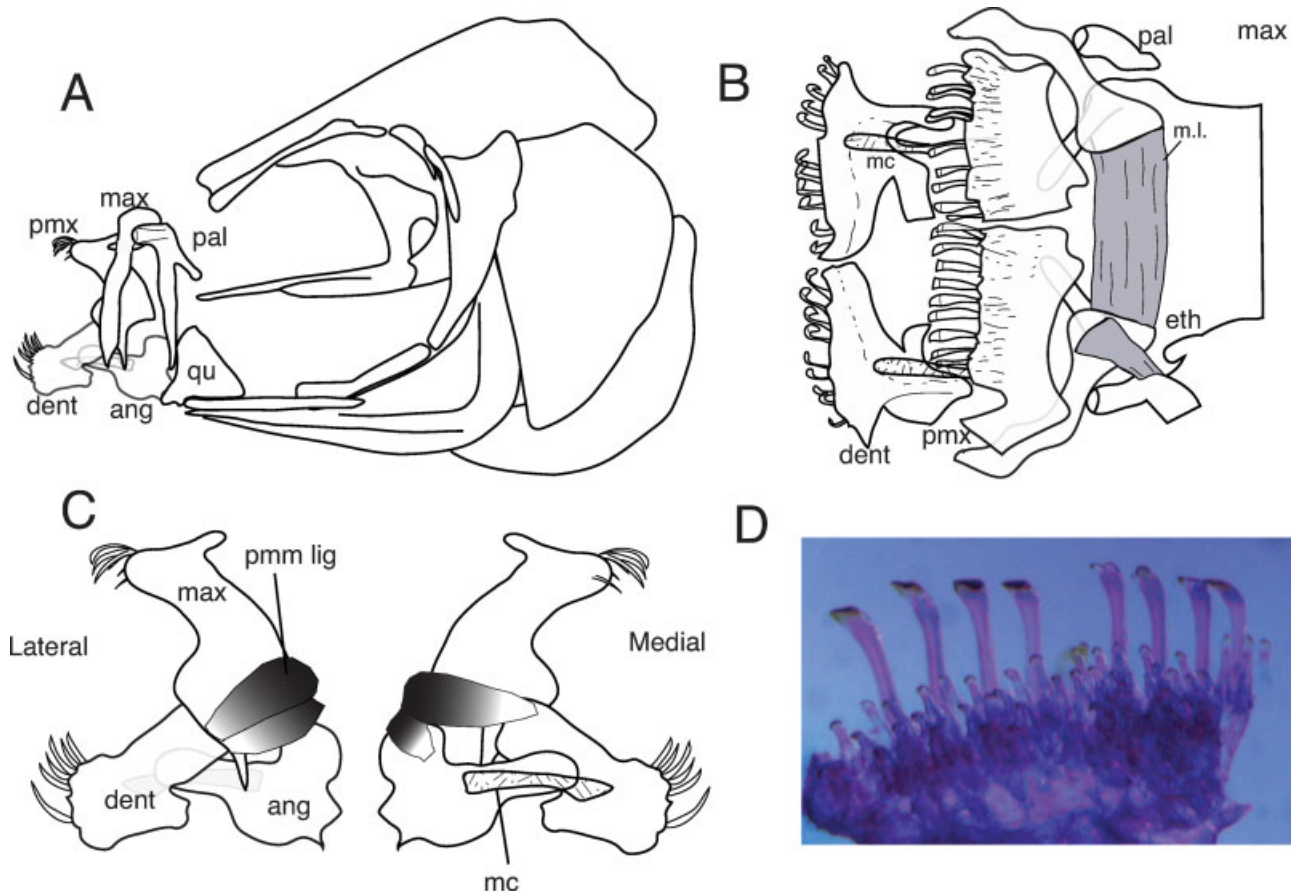 A
max
pmx
pal
qu
dent
ang
B
pal
max
m.l.
mc
eth
pmx
dent
C
pmm lig
max
Lateral
Medial
dent
ang
mc
D